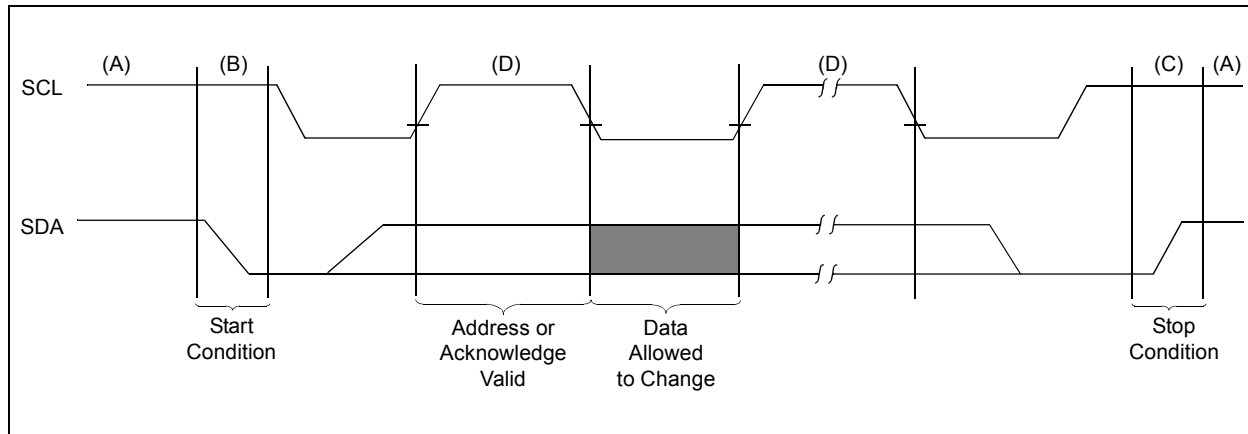 (A) (B) (D) (D) (C) (A)
SCL
SDA
Start
Condition
Address or
Acknowledge
Valid
Data
Allowed
to Change
Stop
Condition